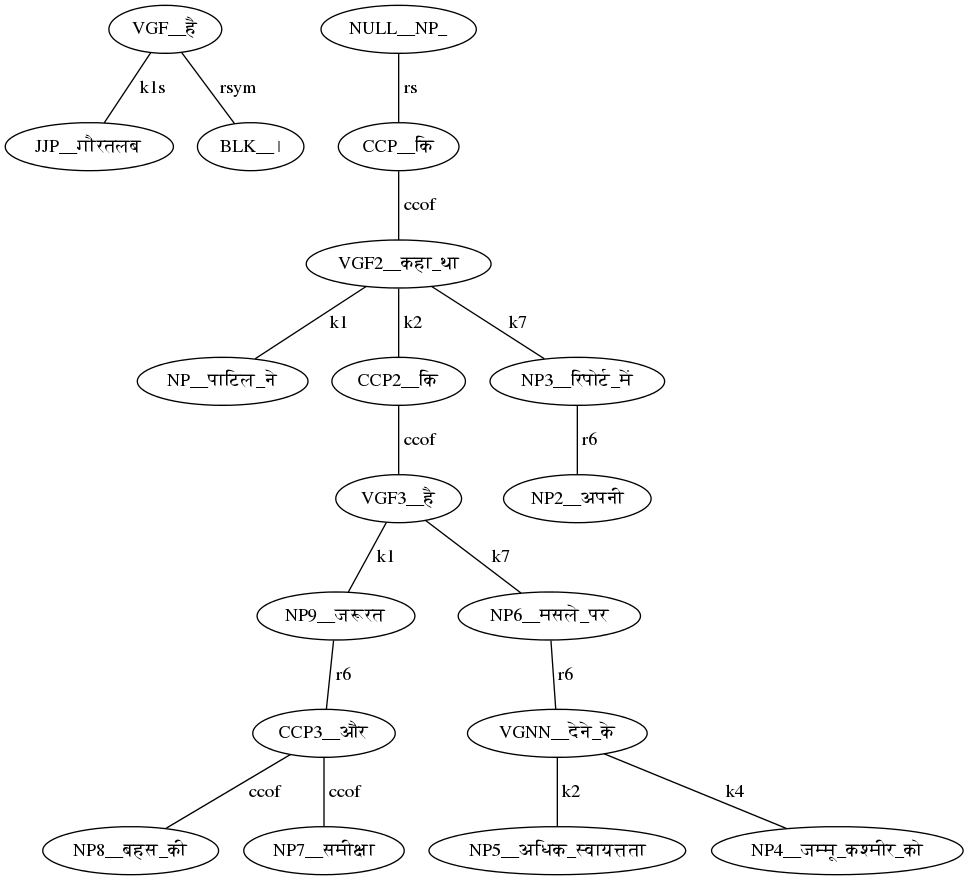 VGF__है NULL__NP_
k1s rsym rs
JJP__गौरतलब BLK__। CCP__कि
ccof
VGF2__कहा_था
k1 k2 k7
NP__पाटिल_ने CCP2__कि NP3__रिपोर्ट_में
ccof r6
VGF3__है NP2__अपनी
k1 k7
NP9__जरूरत NP6__मसले_पर
r6 r6
CCP3__और VGNN__देने_के
ccof ccof k2 k4
NP8__बहस_की NP7__समीक्षा NP5__अधिक_स्वायत्तता NP4__जम्मू_कश्मीर_को